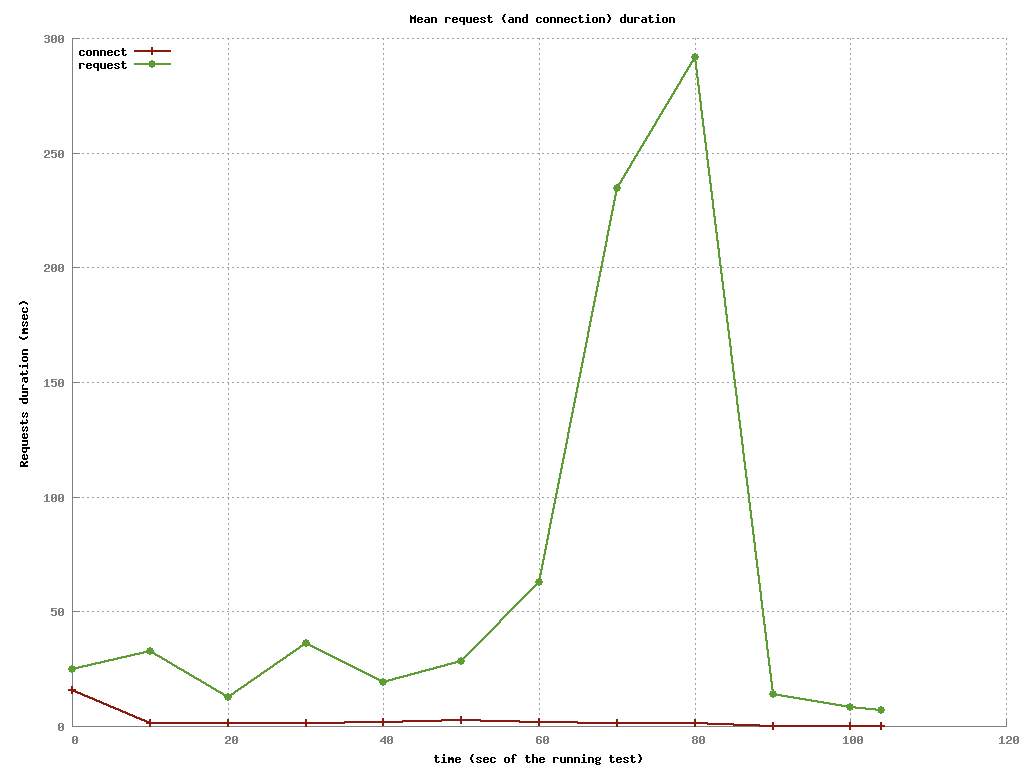 Mean request (and connection) duration
300
connect
request
250
200
150
100
50
0
Requests duration (msec)
0 20 40 60 80 100 120
time (sec of the running test)